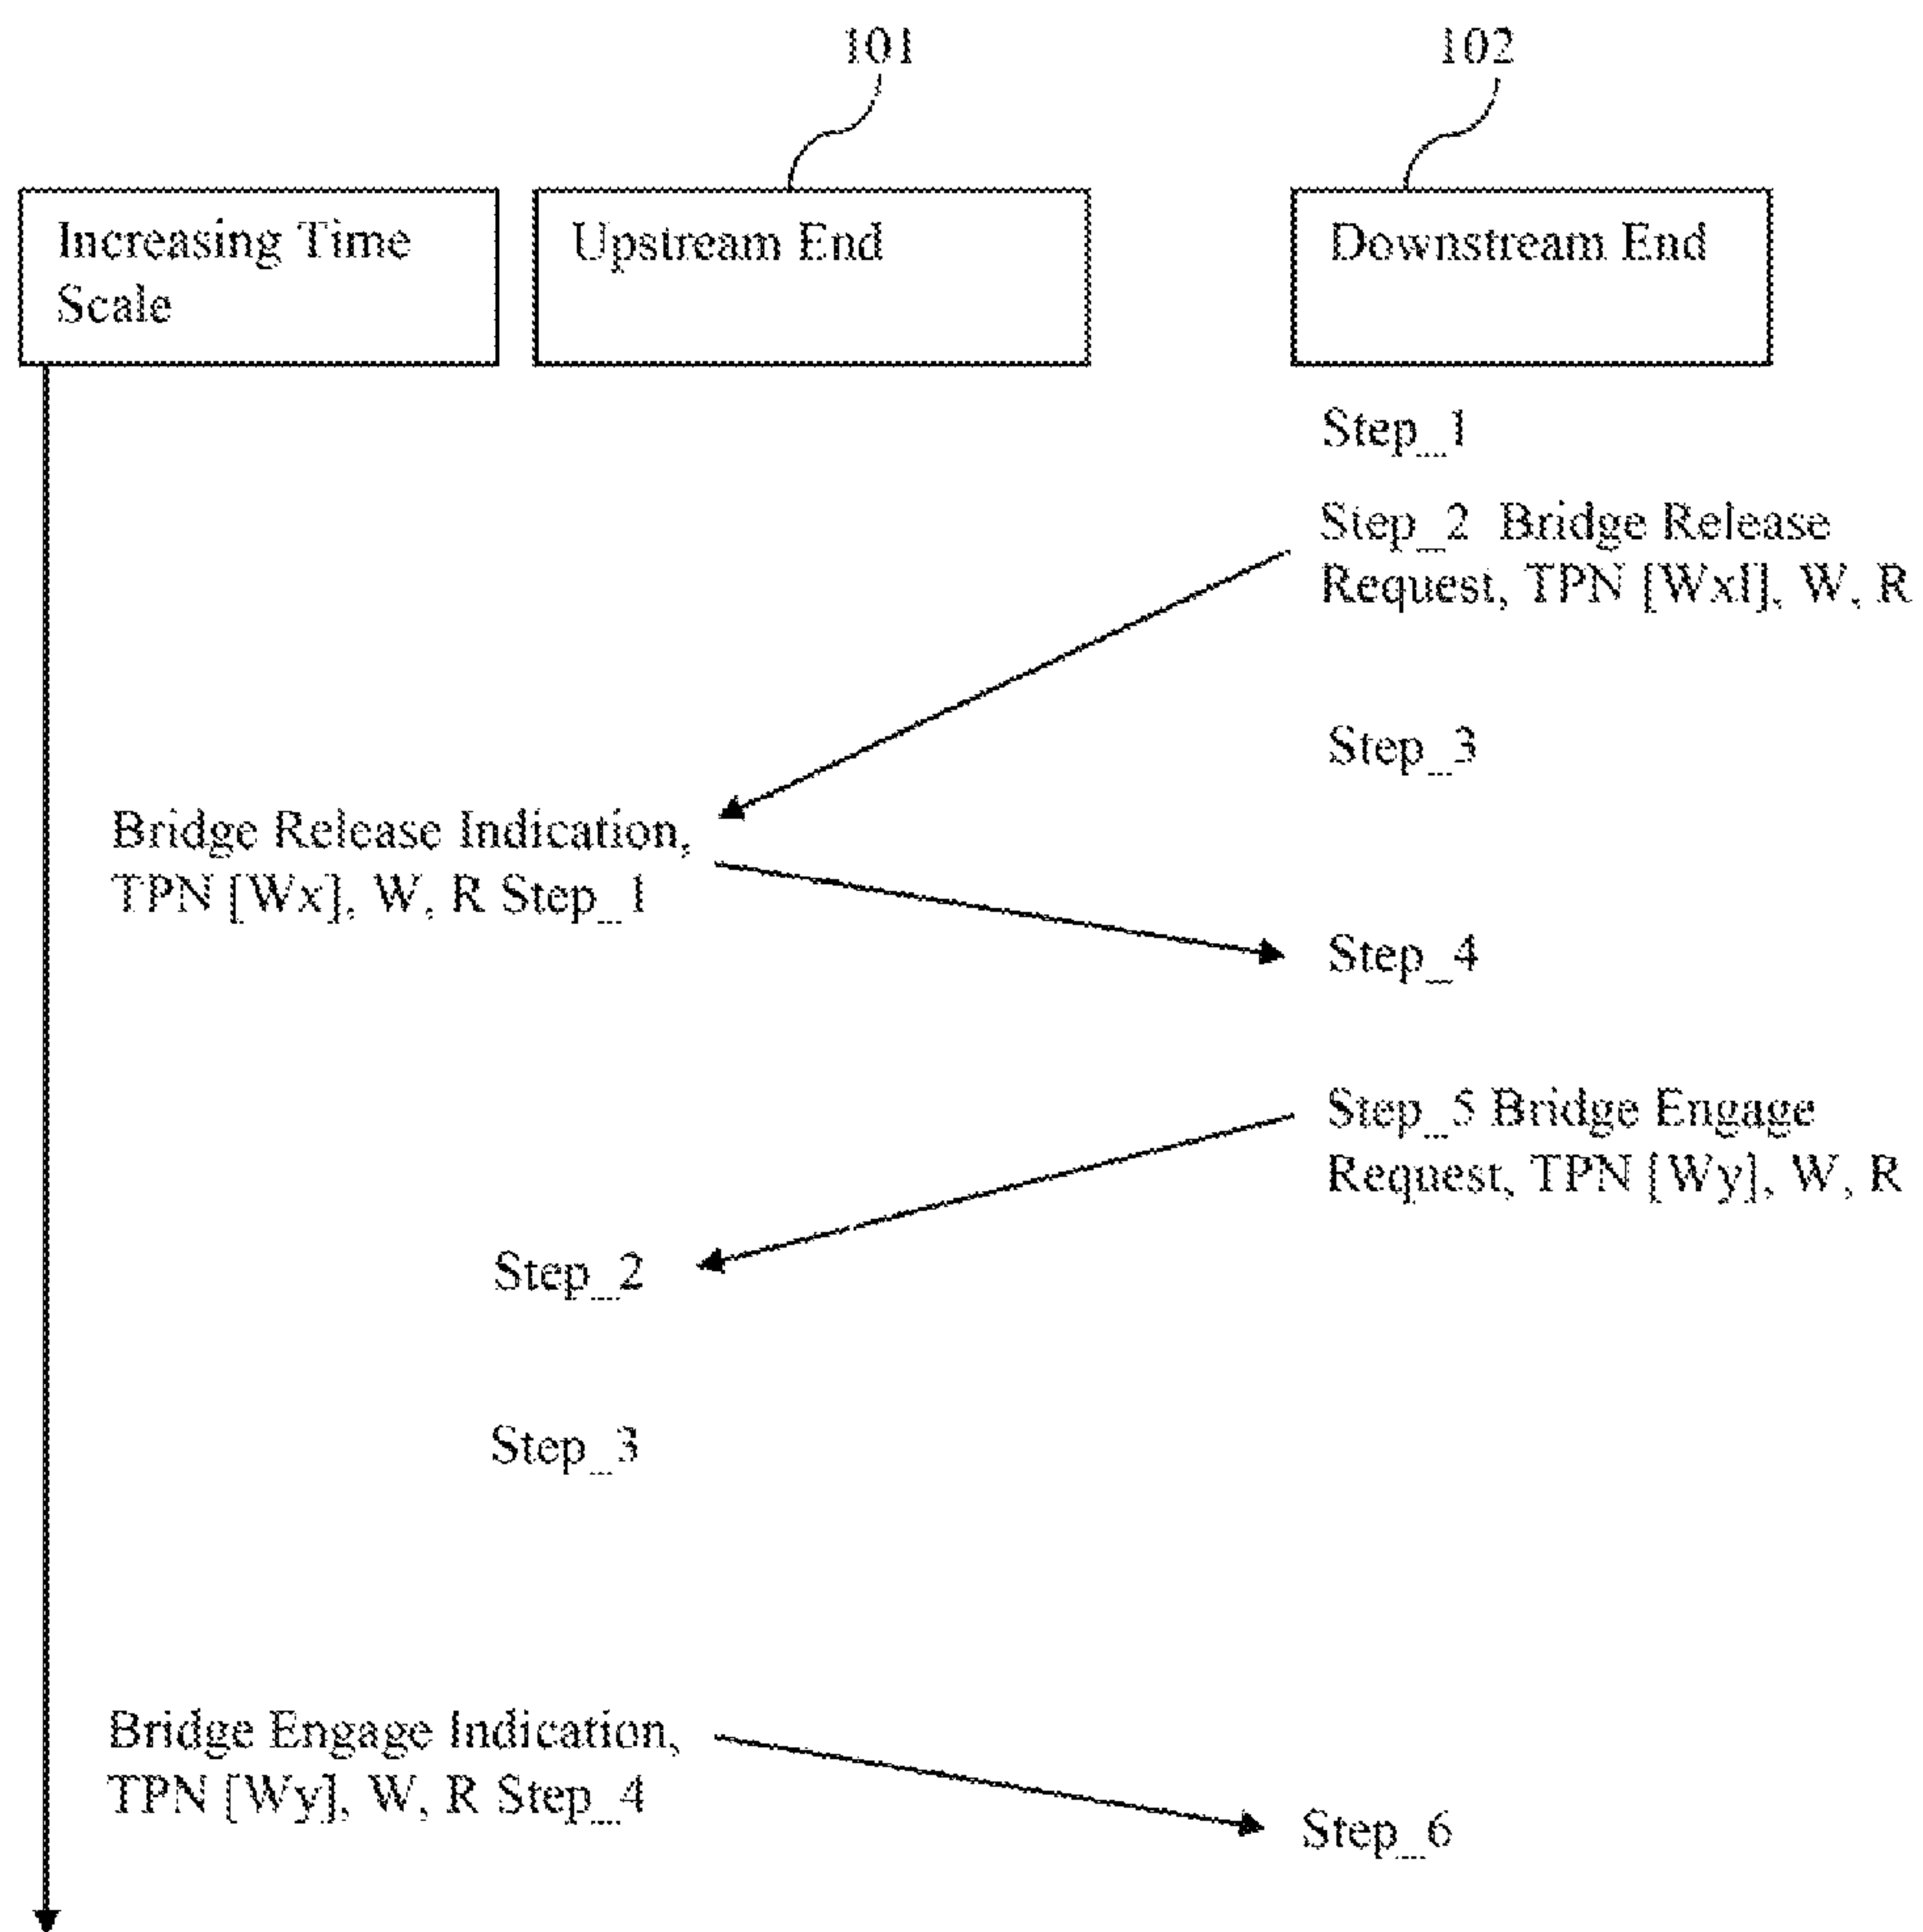 101
102
Increasing Time
Scale
Upstream End
Downstream End
Step_1
Step_2 Bridge Release
Request, TPN [WxI], W, R
Step_3
Bridge Release Indication,
TPN [Wx], W, R Step_1
Step_4
Step_5 Bridge Engage
Request, TPN [Wy], W, R
Step_2
Step_3
Bridge Engage Indication,
TPN [Wy], W, R Step_4
Step_6